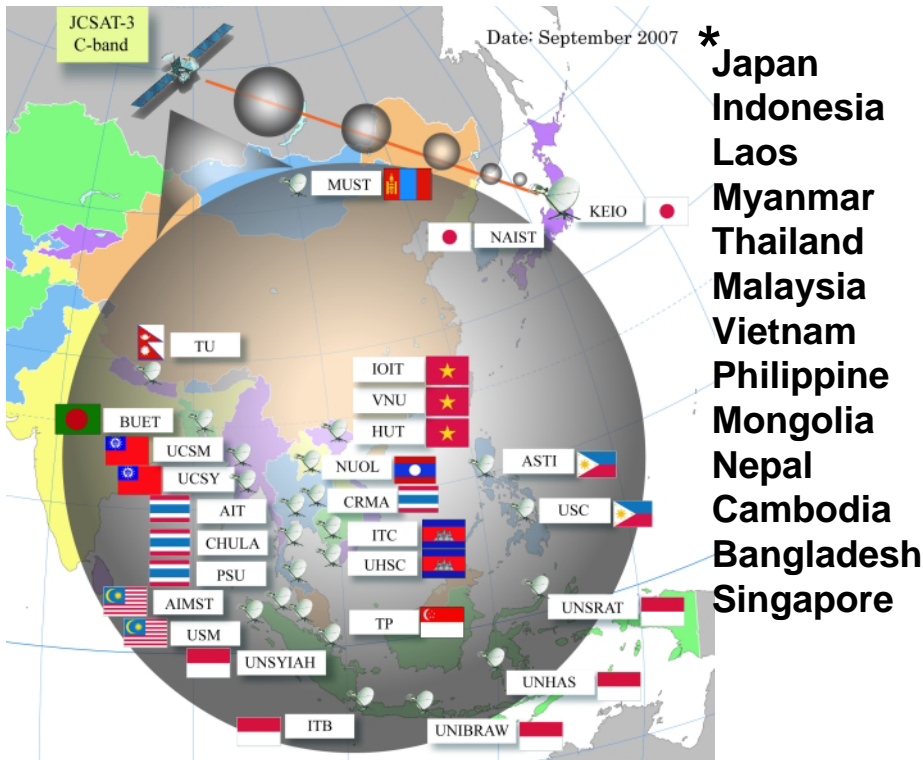 JCSAT-3
C-band
Date: September 2007
*
Japan
Indonesia
Laos
Myanmar
Thailand
Malaysia
Vietnam
Philippine
Mongolia
Nepal
Cambodia
Bangladesh
Singapore
MUST
KEIO
NAIST
TU
IOIT
VNU
BUET
HUT
UCSM
NUOL
ASTI
UCSY
CRMA
AIT
USC
ITC
CHULA
UHSC
PSU
AIMST
UNSRAT
TP
USM
UNSYIAH
UNHAS
ITB
UNIBRAW